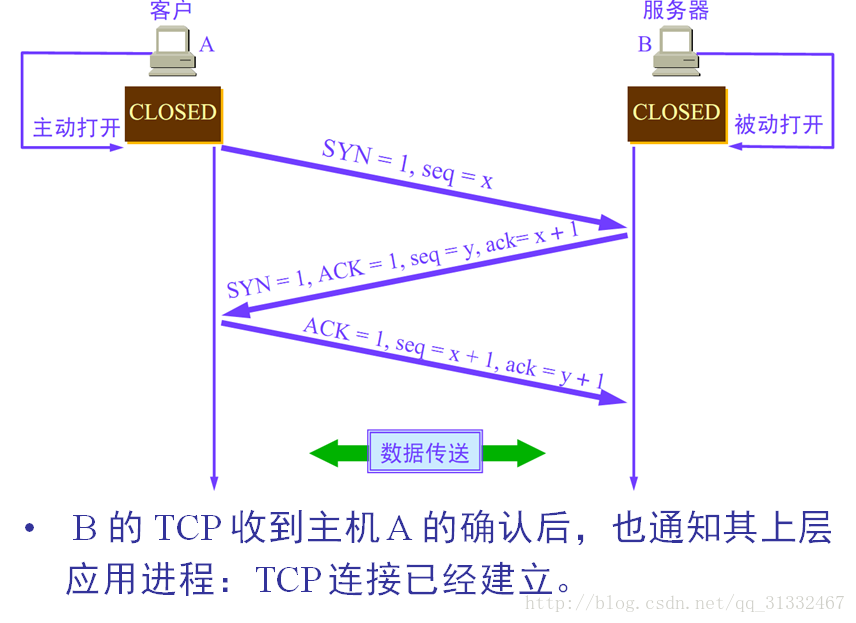 客户
服务器
A
B
CLOSED
CLOSED
主动打开
被动打开
SYN = 1, seq = x
SYN = 1, ACK = 1, seq = y, ack= x + 1
ACK = 1, seq = x + 1, ack = y + 1
数据传送
• B 的 TCP 收到主机 A 的确认后，也通知其上层
应用进程：TCP 连接已经建立。
http://blog.csdn.net/qq_31332467